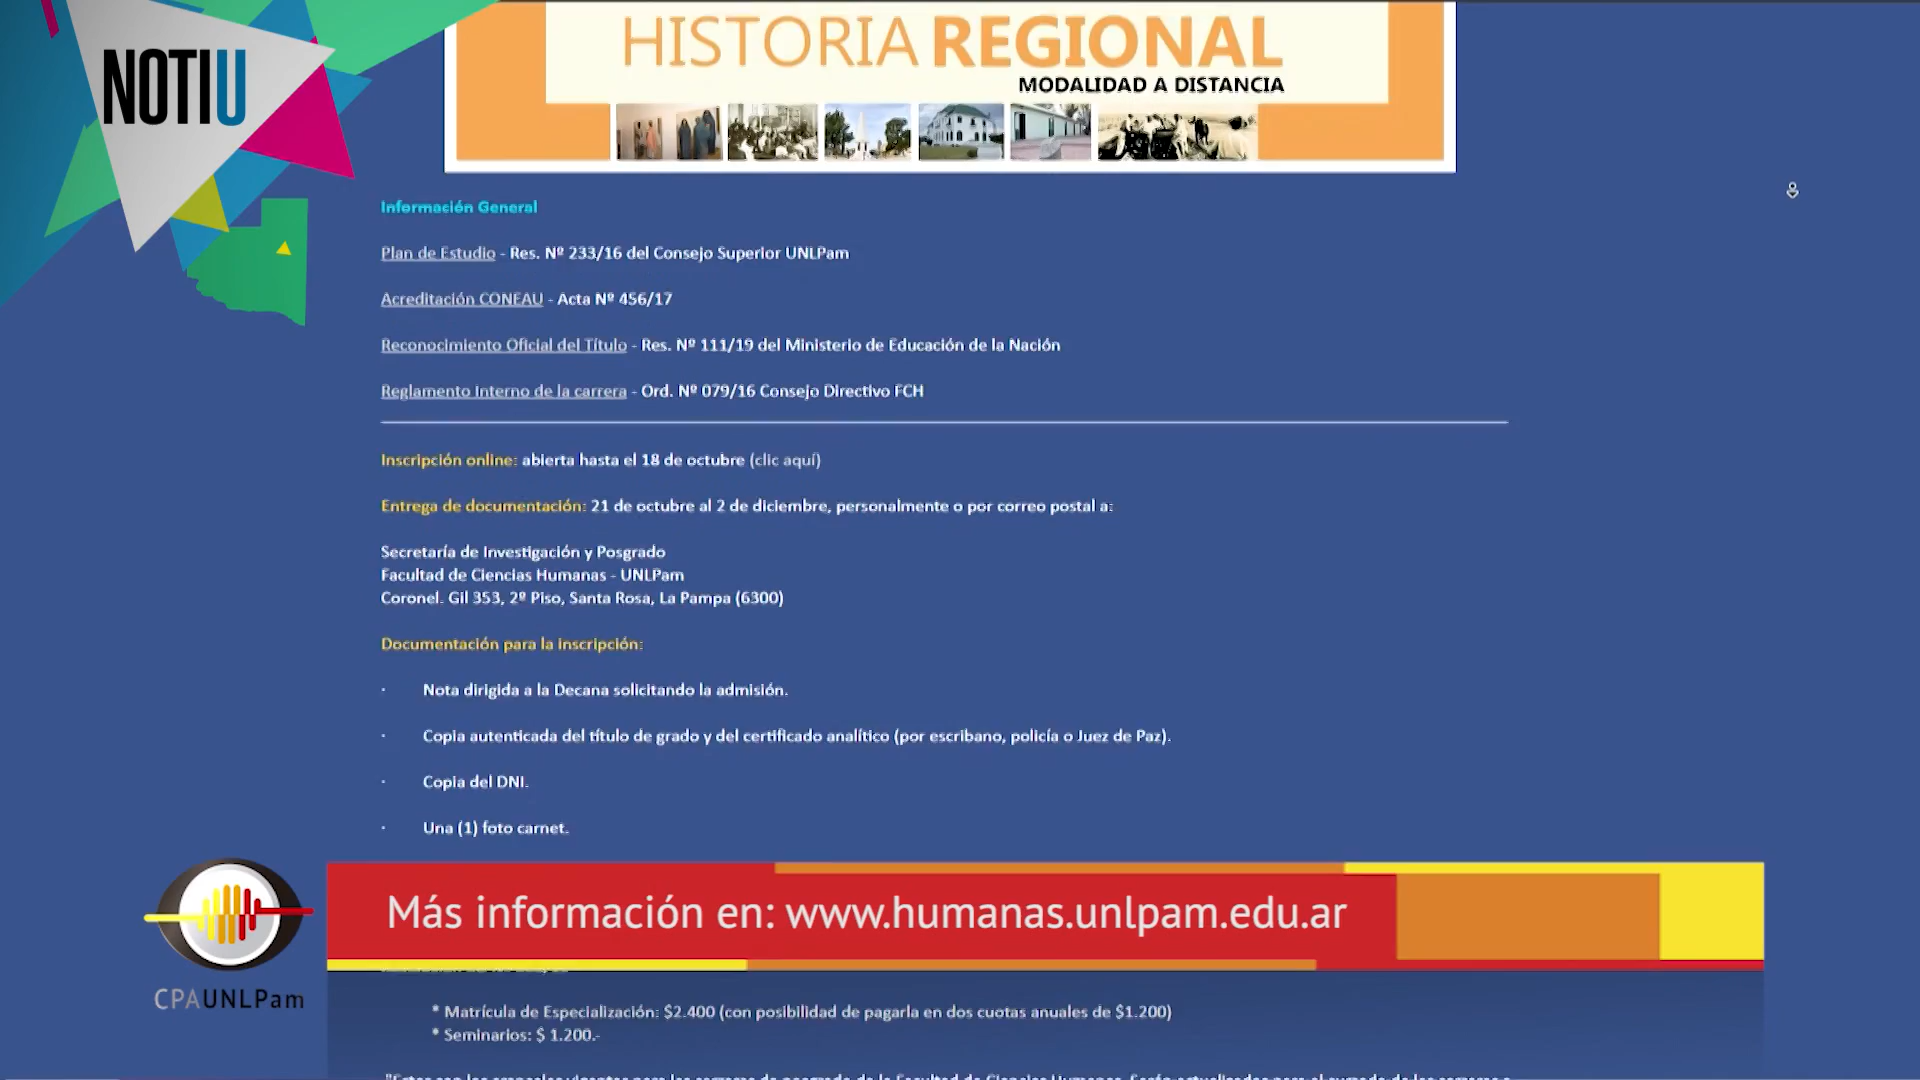 NOTIU
HISTORIA REGIONAL
MODALIDAD A DISTANCIA
Información General
Plan de Estudio - Res. Nº 233/16 del Consejo Superior UNLPam
Acreditación CONEAU - Acta Nº 456/17
Reconocimiento Oficial del Título - Res. Nº 111/19 del Ministerio de Educación de la Nación
Reglamento Interno de la carrera - Ord. Nº 079/16 Consejo Directivo FCH
Inscripción online: abierta hasta el 18 de octubre (clic aquí)
Entrega de documentación: 21 de octubre al 2 de diciembre, personalmente o por correo postal a:
Secretaría de Investigación y Posgrado
Facultad de Ciencias Humanas - UNLPam
Coronel. Gil 353, 2º Piso, Santa Rosa, La Pampa (6300)
Documentación para la inscripción:
· Nota dirigida a la Decana solicitando la admisión.
· Copia autenticada del título de grado y del certificado analítico (por escribano, policía o Juez de Paz).
· Copia del DNI.
· Una (1) foto carnet.
Más información en: www.humanas.unlpam.edu.ar
CPAUNLPam
* Matrícula de Especialización: $2.400 (con posibilidad de pagarla en dos cuotas anuales de $1.200)
* Seminarios: $ 1.200.-